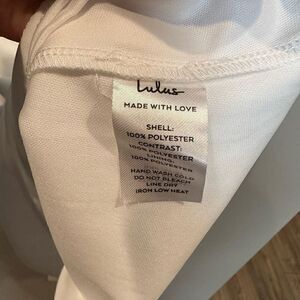 Lulus
MADE WITH LOVE
SHELL:
100% POLYESTER
CONTRAST:
100% POLYESTER
LINING:
100% POLYESTER
HAND WASH COLD
DO NOT BLEACH
LINE DRY
IRON LOW HEAT